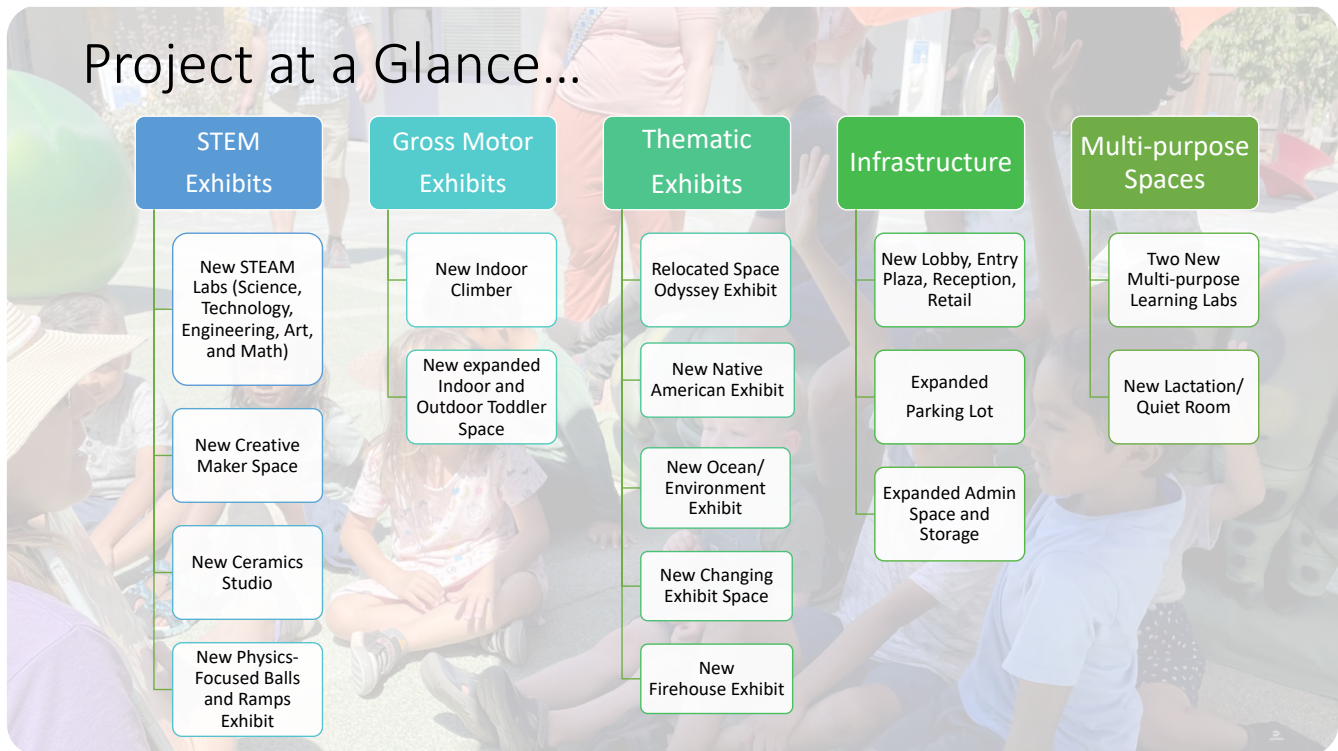 Project at a Glance...
STEM
Exhibits
New STEAM
Labs (Science,
Technology,
Engineering, Art,
and Math)
New Creative
Maker Space
New Ceramics
Studio
New Physics-
Focused Balls
and Ramps
Exhibit
Gross Motor
Exhibits
New Indoor
Climber
New expanded
Indoor and
Outdoor Toddler
Space
Thematic
Exhibits
Relocated Space
Odyssey Exhibit
New Native
American Exhibit
New Ocean/
Environment
Exhibit
New Changing
Exhibit Space
New
Firehouse Exhibit
Infrastructure
New Lobby, Entry
Plaza, Reception,
Retail
Expanded
Parking Lot
Expanded Admin
Space and
Storage
Multi-purpose
Spaces
Two New
Multi-purpose
Learning Labs
New Lactation/
Quiet Room